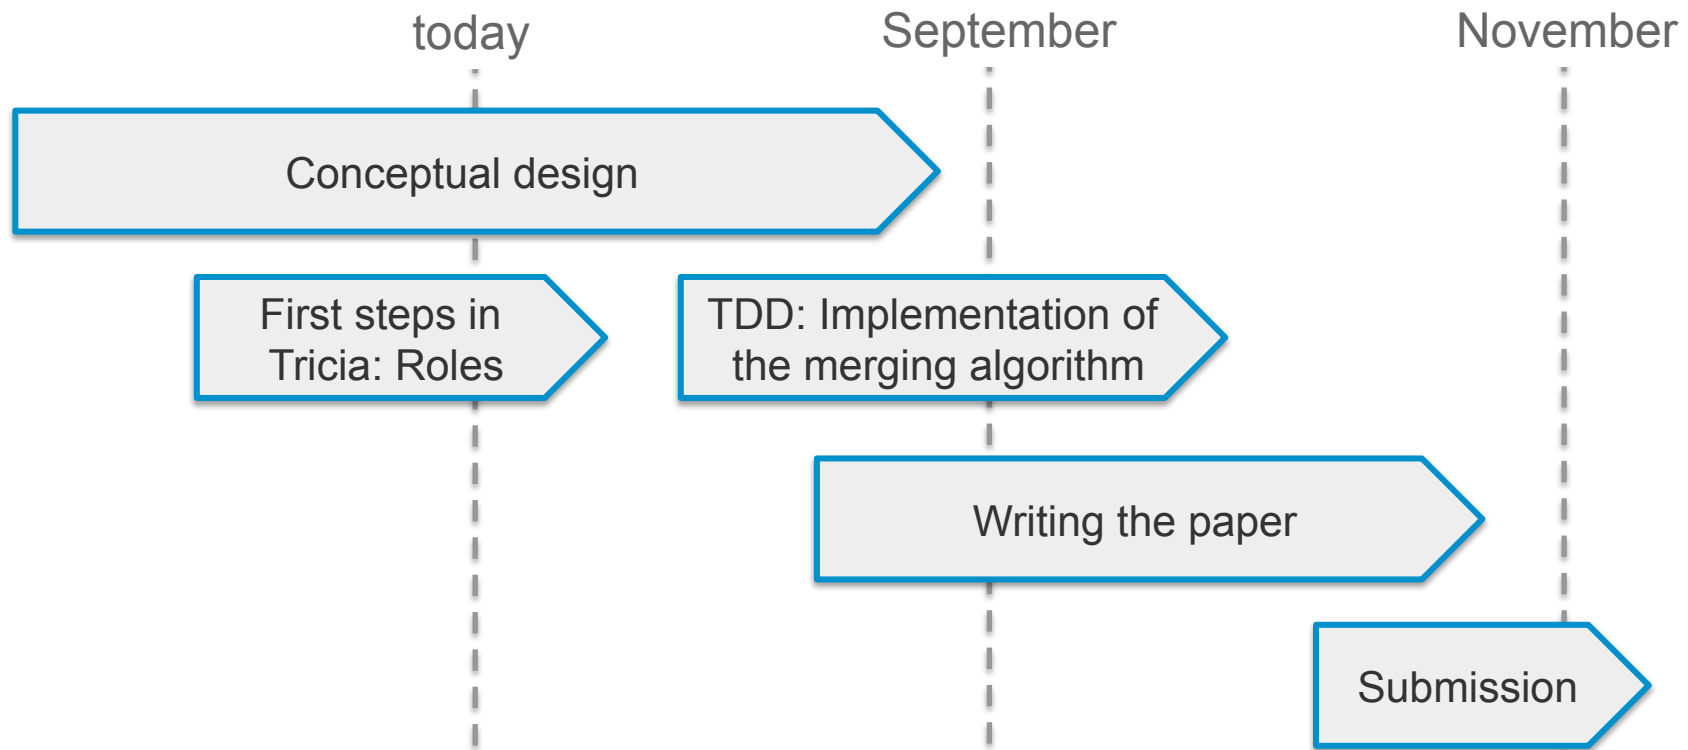 today
September
November
Conceptual design
First steps in
Tricia: Roles
TDD: Implementation of
the merging algorithm
Writing the paper
Submission